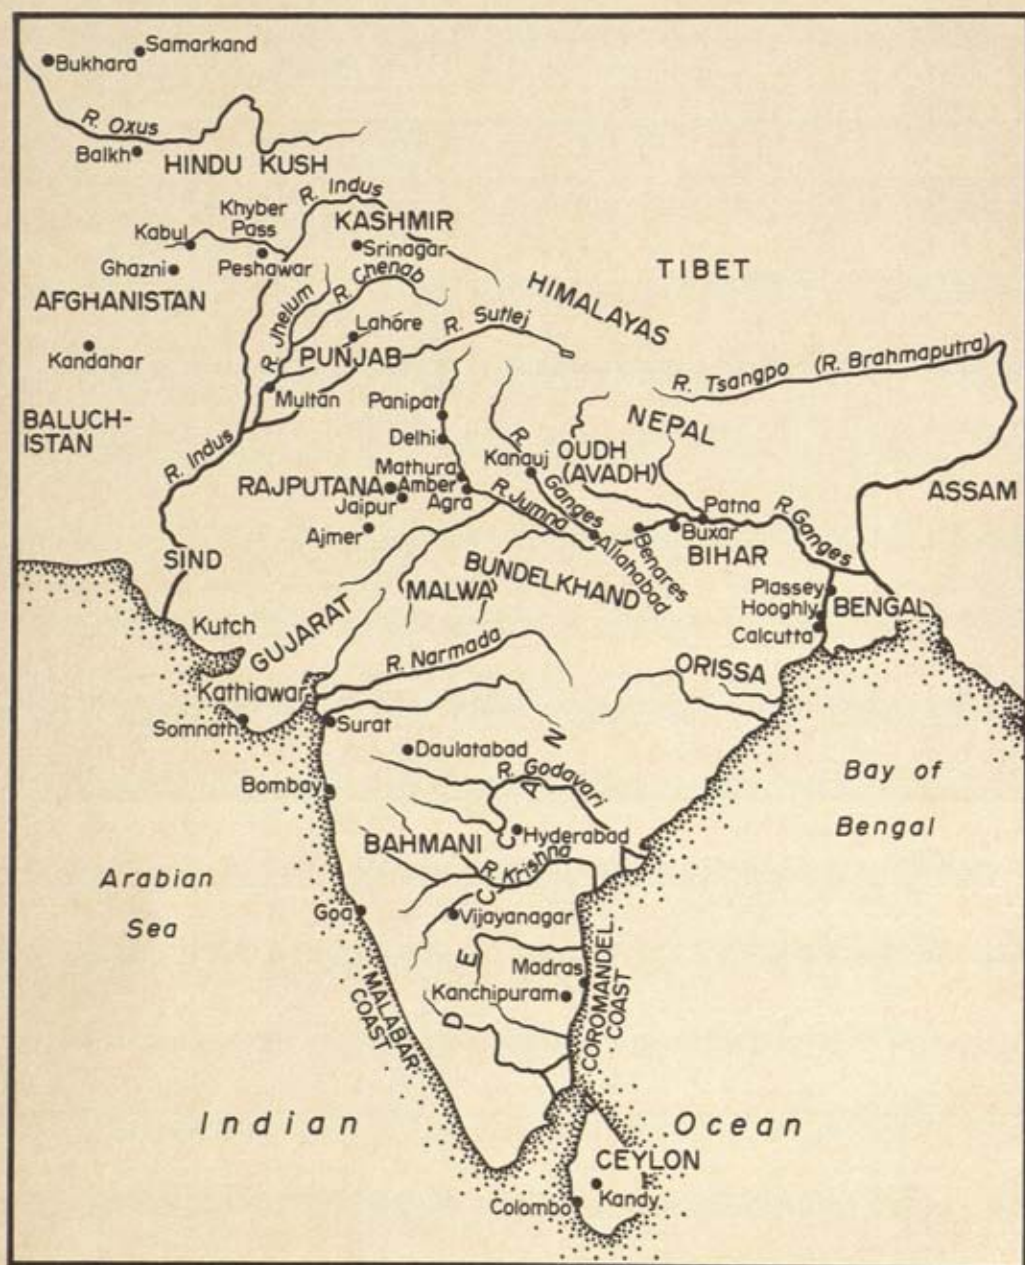 Samarkand
Bukhara
R. Oxus
Balkh
HINDU KUSH
R. Indus
Khyber
Pass
KASHMIR
Kabul
Srinagar
Ghazni
Peshawar
R. Chenab
TIBET
HIMALAYAS
AFGHANISTAN
R. Jhelum
Lahore
R. Sutlej
Kandahar
PUNJAB
R. Tsangpo (R. Brahmaputra)
Multan
Panipat
BALUCH-
ISTAN
NEPAL
R. Indus
Delhi
OUDH
(AVADH)
Kanauj
R. Ganges
Mathura
RAJPUTANA
Amber
Agra
Jaipur
R. Jumna
ASSAM
Patna
R. Ganges
Ajmer
Buxar
Benares
Allahabad
BIHAR
SIND
BUNDELKHAND
MALWA
Plassey
Hooghly
BENGAL
Calcutta
Kutch
GUJARAT
R. Narmada
ORISSA
Kathiawar
Somnath
Surat
Daulatabad
DECCAN
R. Godavari
Bay of
Bengal
Bombay
Hyderabad
BAHMANI
R. Krishna
Arabian
Sea
Goa
Vijayanagar
Madras
Kanchipuram
COROMANDEL
COAST
MALABAR
COAST
Indian Ocean
CEYLON
Kandy
Colombo